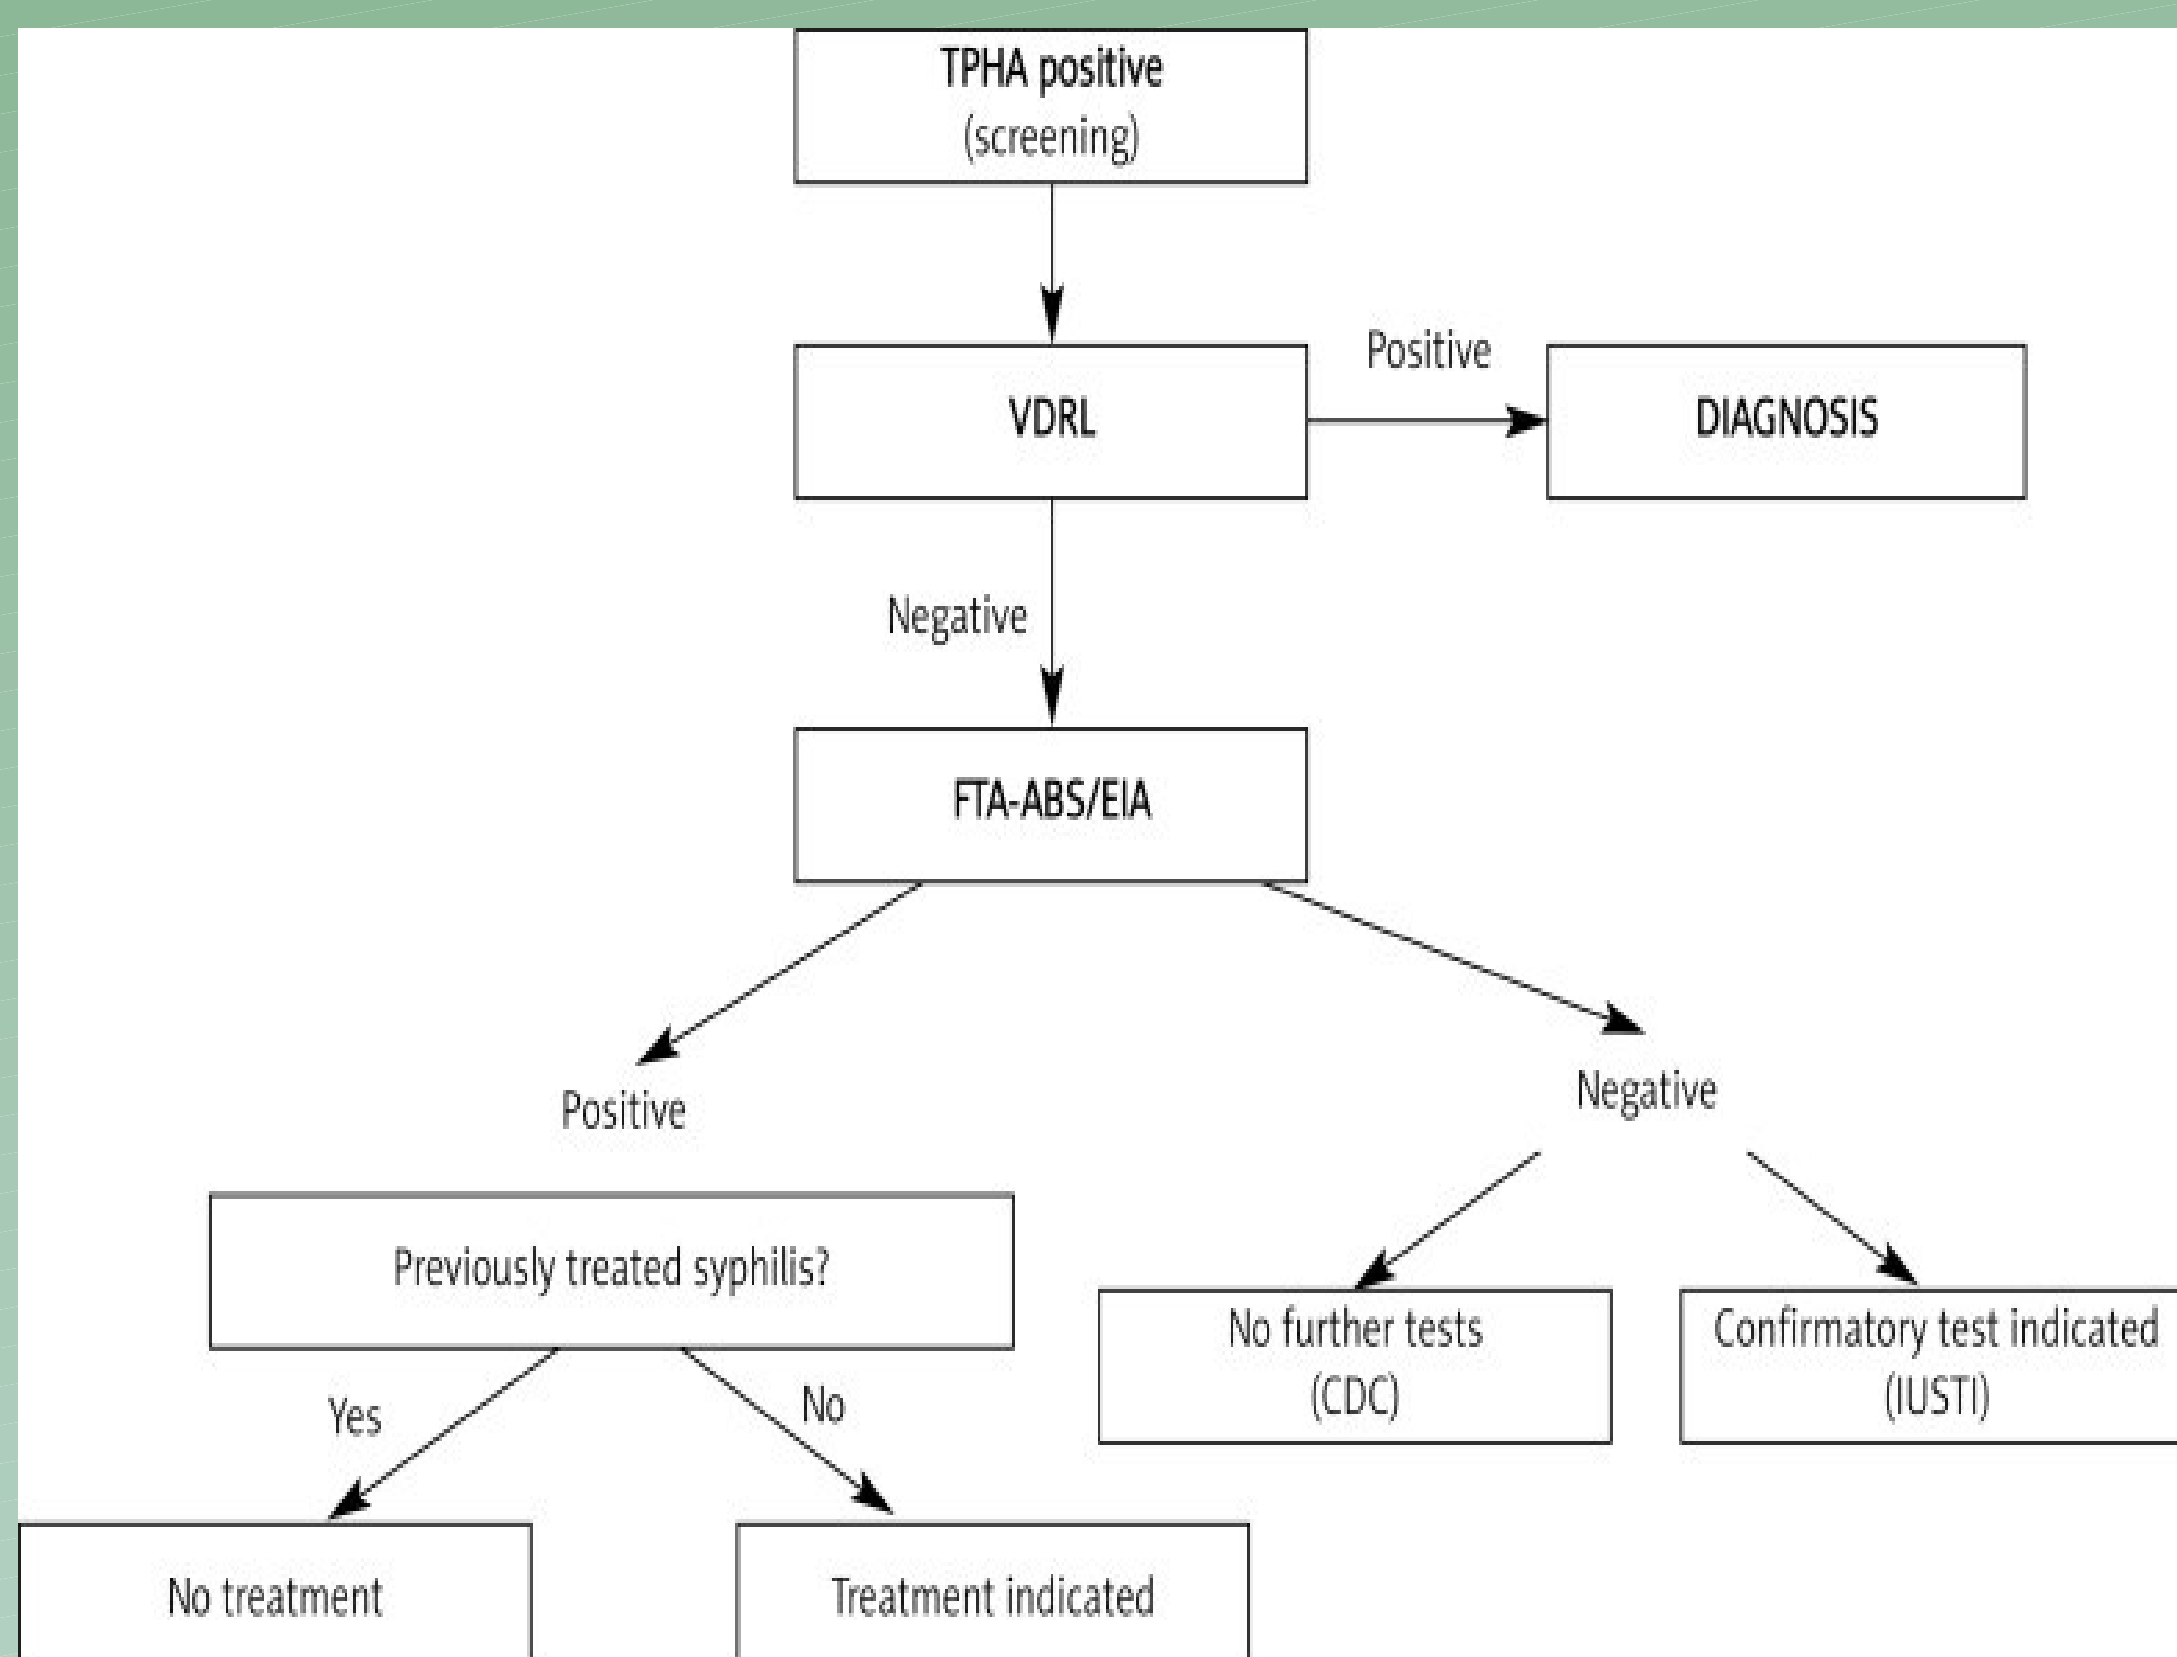 TPHA positive
(screening)
Positive
VDRL
DIAGNOSIS
Negative
FTA-ABS/EIA
Positive
Negative
Previously treated syphilis?
No further tests
(CDC)
Confirmatory test indicated
(IUSTI)
Yes
No
No treatment
Treatment indicated